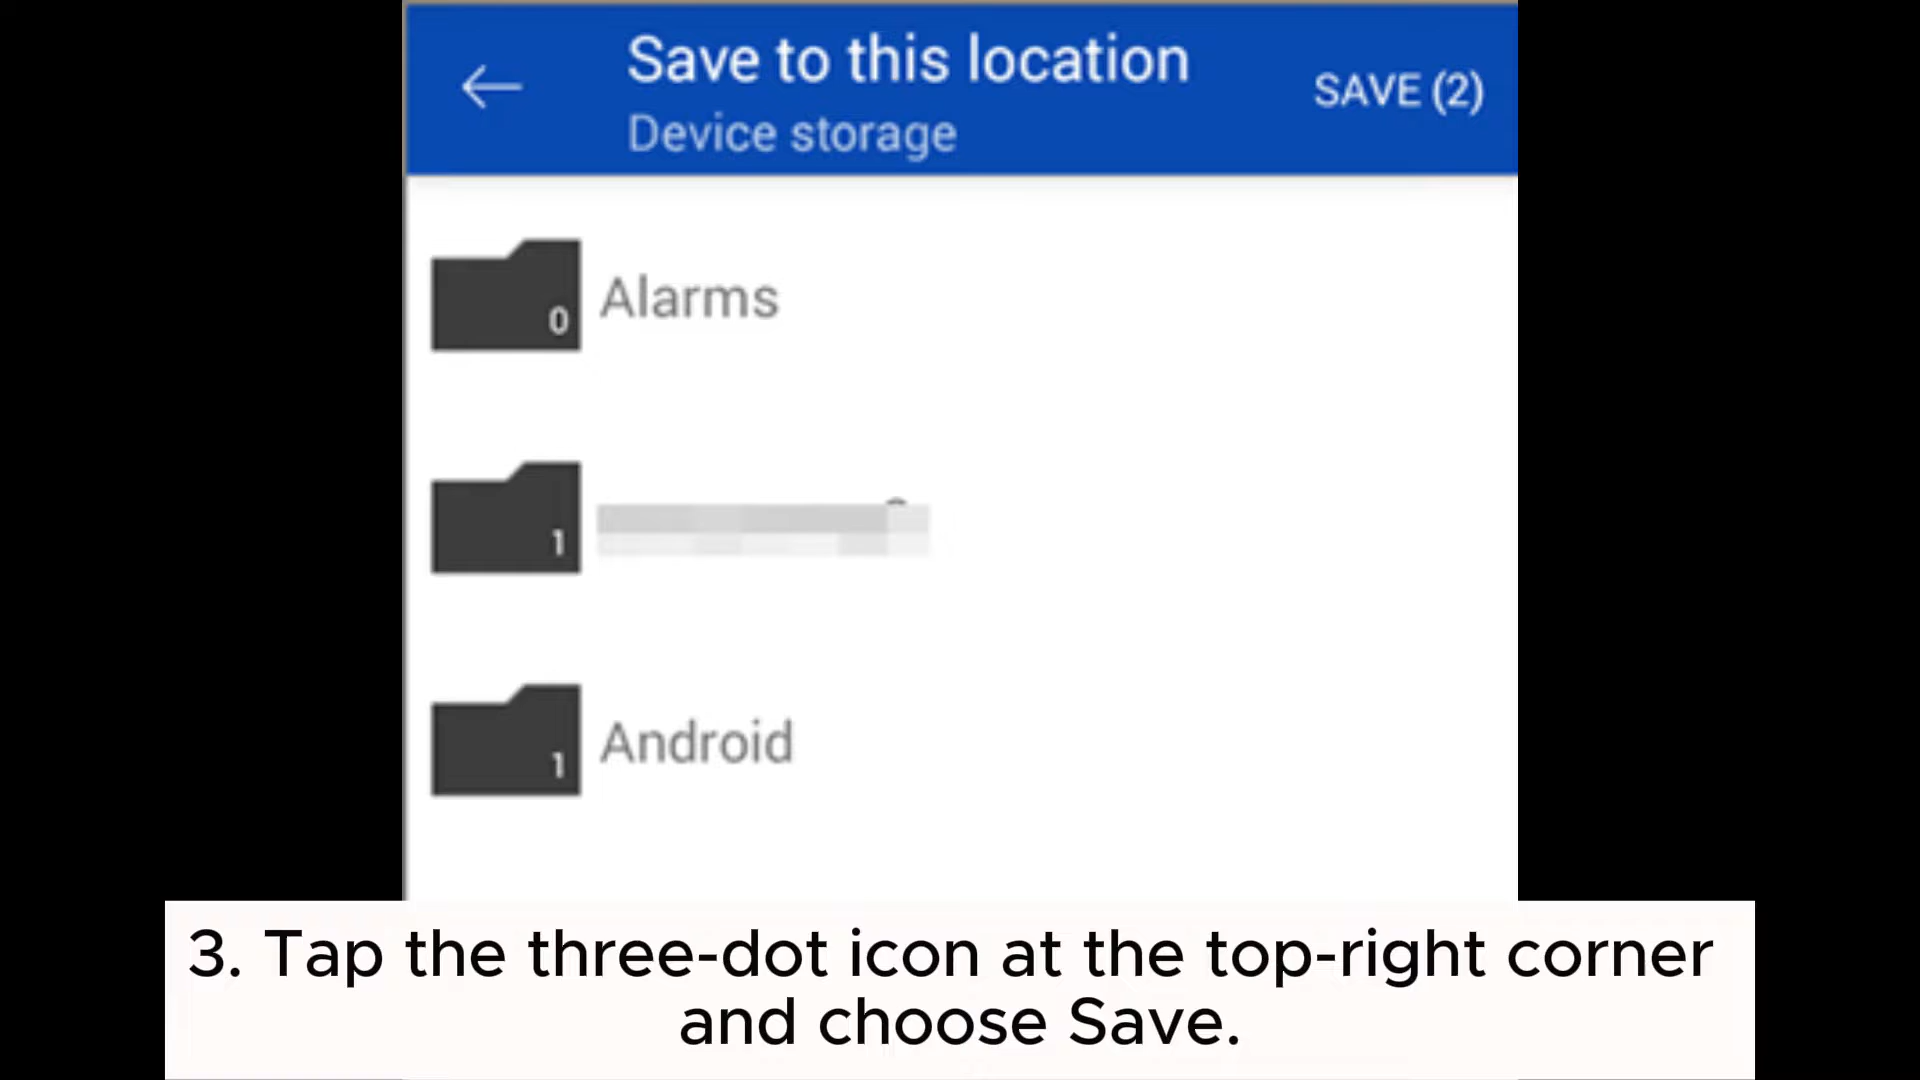 Save to this location
SAVE (2)
Device storage
0
Alarms
1
1
Android
3. Tap the three-dot icon at the top-right corner
and choose Save.